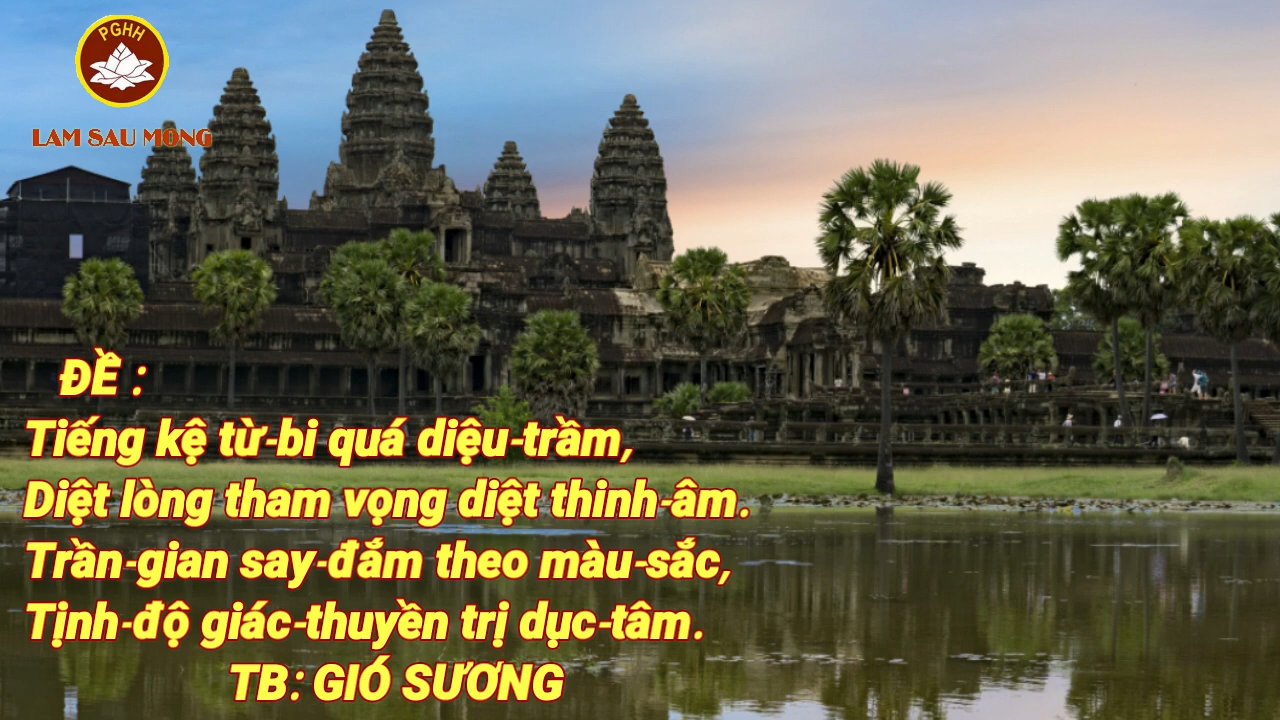 PGHH
LAM SAU MỘNG
ĐỀ :
Tiếng kệ từ-bi quá diệu-trầm,
Diệt lòng tham vọng diệt thinh-âm.
Trần-gian say-đắm theo màu-sắc,
Tịnh-độ giác-thuyền trị dục-tâm.
TB: GIÓ SƯƠNG